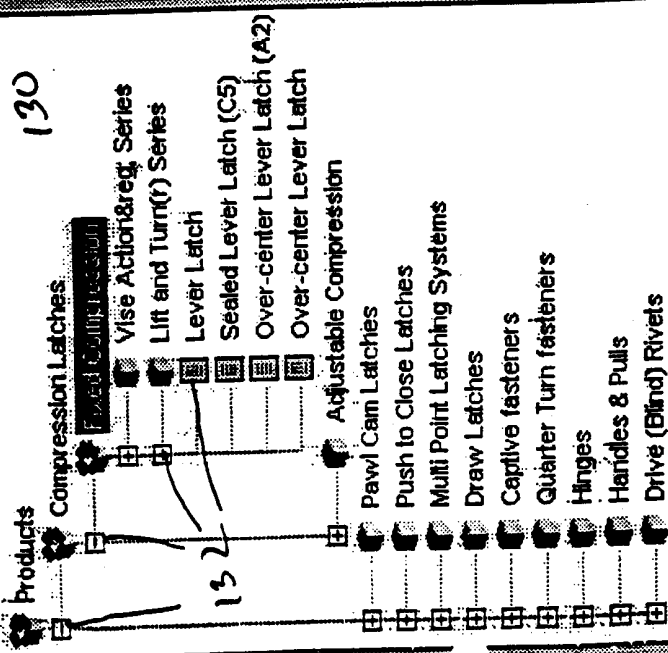 130
Products
Compression Latches
Fixed Compression
Vise Action&reg; Series
Lift and Turn(r) Series
Lever Latch
Sealed Lever Latch (C5)
Over-center Lever Latch (A2)
Over-center Lever Latch
Adjustable Compression
Pawl Cam Latches
Push to Close Latches
Multi Point Latching Systems
Draw Latches
Captive fasteners
Quarter Turn fasteners
Hinges
Handles & Pulls
Drive (Blind) Rivets
132